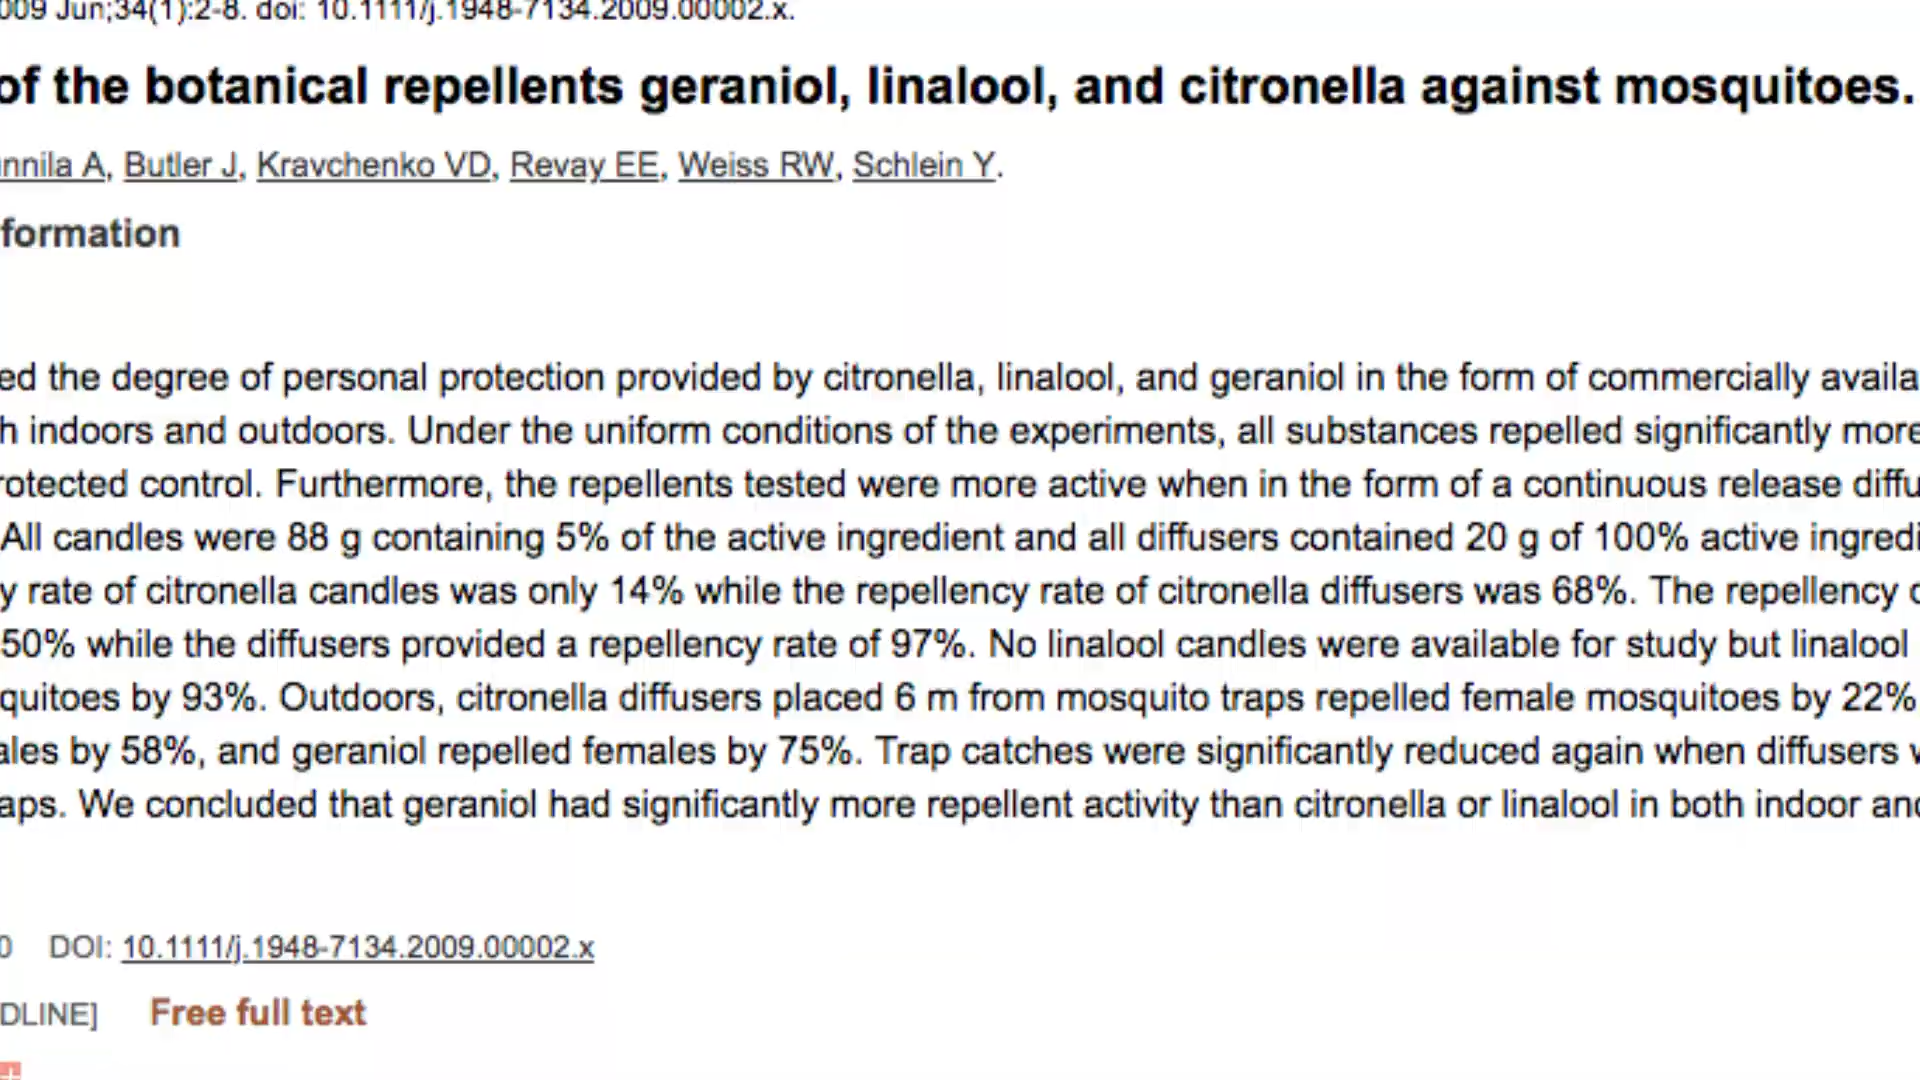 009 Jun;34(1):2-8. doi: 10.1111/j.1948-7134.2009.00002.x.
of the botanical repellents geraniol, linalool, and citronella against mosquitoes.
nnila A, Butler J, Kravchenko VD, Revay EE, Weiss RW, Schlein Y.
formation
ed the degree of personal protection provided by citronella, linalool, and geraniol in the form of commercially availa
h indoors and outdoors. Under the uniform conditions of the experiments, all substances repelled significantly more
rotected control. Furthermore, the repellents tested were more active when in the form of a continuous release diffu
All candles were 88 g containing 5% of the active ingredient and all diffusers contained 20 g of 100% active ingredi
y rate of citronella candles was only 14% while the repellency rate of citronella diffusers was 68%. The repellency
50% while the diffusers provided a repellency rate of 97%. No linalool candles were available for study but linalool
quitoes by 93%. Outdoors, citronella diffusers placed 6 m from mosquito traps repelled female mosquitoes by 22%
ales by 58%, and geraniol repelled females by 75%. Trap catches were significantly reduced again when diffusers
aps. We concluded that geraniol had significantly more repellent activity than citronella or linalool in both indoor and
0 DOI: 10.1111/j.1948-7134.2009.00002.x
DLINE] Free full text